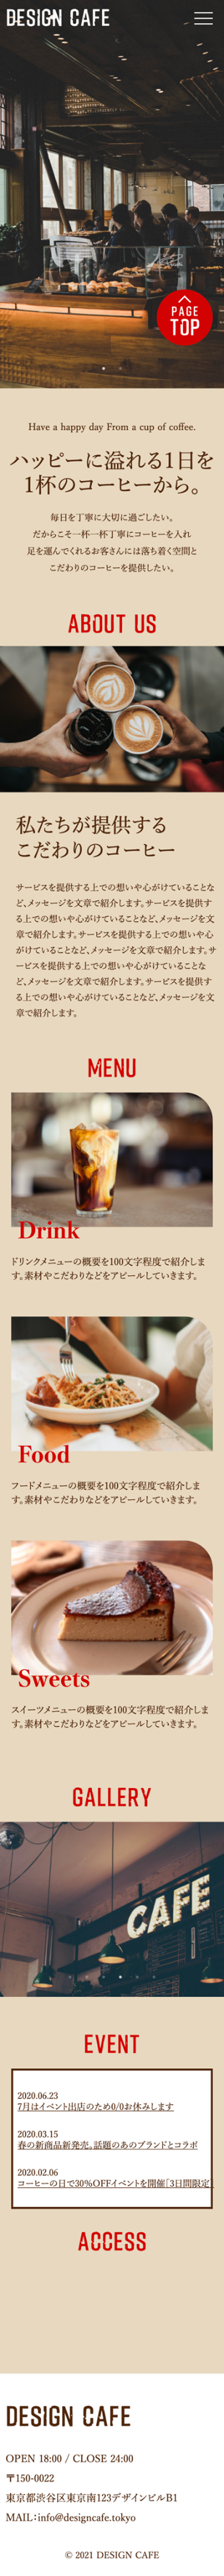 DESIGN CAFE
PAGE
TOP
Have a happy day From a cup of coffee.
ハッピーに溢れる1日を
1杯のコーヒーから。
毎日を丁寧に大切に過ごしたい。
だからこそ一杯一杯丁寧にコーヒーを入れ
足を運んでくれるお客さんには落ち着く空間と
こだわりのコーヒーを提供したい。
ABOUT US
私たちが提供する
こだわりのコーヒー
サービスを提供する上での想いや心がけていることな
ど、メッセージを文章で紹介します。サービスを提供す
る上での想いや心がけていることなど、メッセージを文
章で紹介します。サービスを提供する上での想いや心
がけていることなど、メッセージを文章で紹介します。サ
ービスを提供する上での想いや心がけていることな
ど、メッセージを文章で紹介します。サービスを提供す
る上での想いや心がけていることなど、メッセージを文
章で紹介します。
MENU
Drink
ドリンクメニューの概要を100文字程度で紹介しま
す。素材やこだわりなどをアピールしていきます。
Food
フードメニューの概要を100文字程度で紹介しま
す。素材やこだわりなどをアピールしていきます。
Sweets
スイーツメニューの概要を100文字程度で紹介しま
す。素材やこだわりなどをアピールしていきます。
GALLERY
CAFE
EVENT
2020.06.23
7月はイベント出店のため0/0お休みします
2020.03.15
春の新商品新発売。話題のあのブランドとコラボ
2020.02.06
コーヒーの日で30%OFFイベントを開催「3日間限定」
ACCESS
DESIGN CAFE
OPEN 18:00 / CLOSE 24:00
〒150-0022
東京都渋谷区東京南123デザインビルB1
MAIL：info@designcafe.tokyo
© 2021 DESIGN CAFE